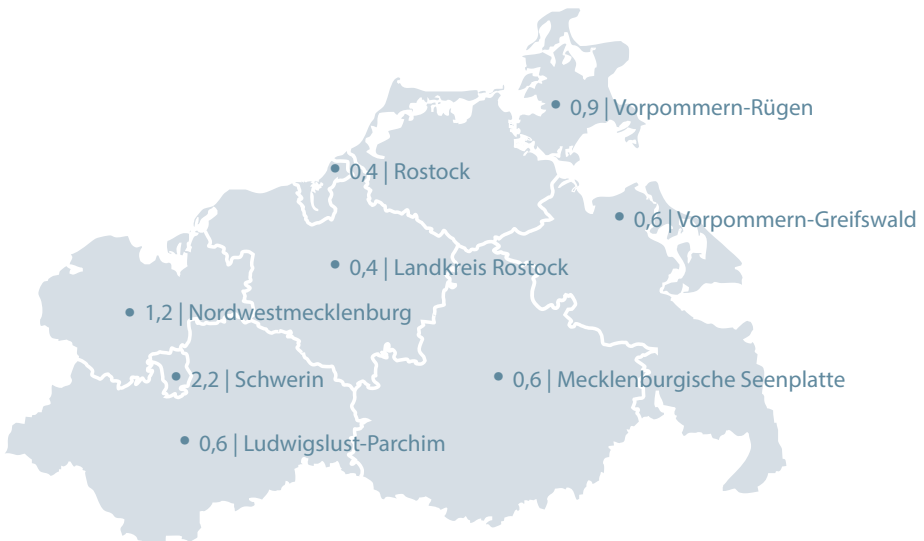 0,9 | Vorpommern-Rügen
0,4 | Rostock
0,6 | Vorpommern-Greifswald
0,4 | Landkreis Rostock
1,2 | Nordwestmecklenburg
2,2 | Schwerin
0,6 | Mecklenburgische Seenplatte
0,6 | Ludwigslust-Parchim